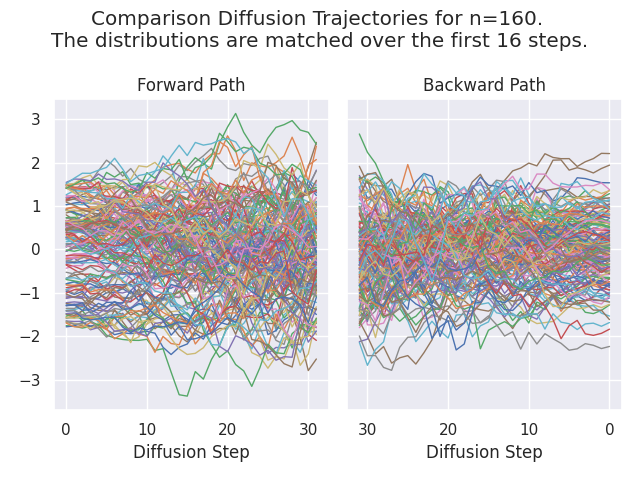 Comparison Diffusion Trajectories for n=160.
The distributions are matched over the first 16 steps.
Forward Path
Backward Path
3
2
1
0
−1
−2
−3
0 10 20 30
30 20 10 0
Diffusion Step
Diffusion Step